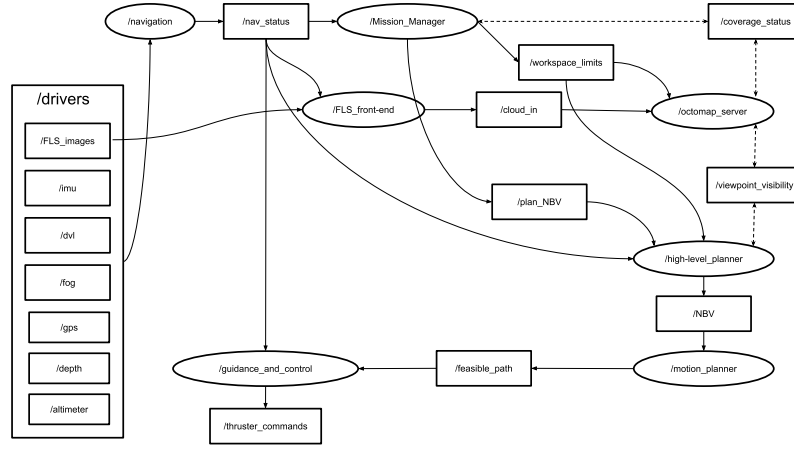 /navigation
/nav_status
/Mission_Manager
/coverage_status
/workspace_limits
/drivers
/FLS_images
/FLS_front-end
/cloud_in
/octomap_server
/imu
/plan_NBV
/viewpoint_visibility
/dvl
/high-level_planner
/fog
/gps
/NBV
/depth
/guidance_and_control
/feasible_path
/motion_planner
/altimeter
/thruster_commands